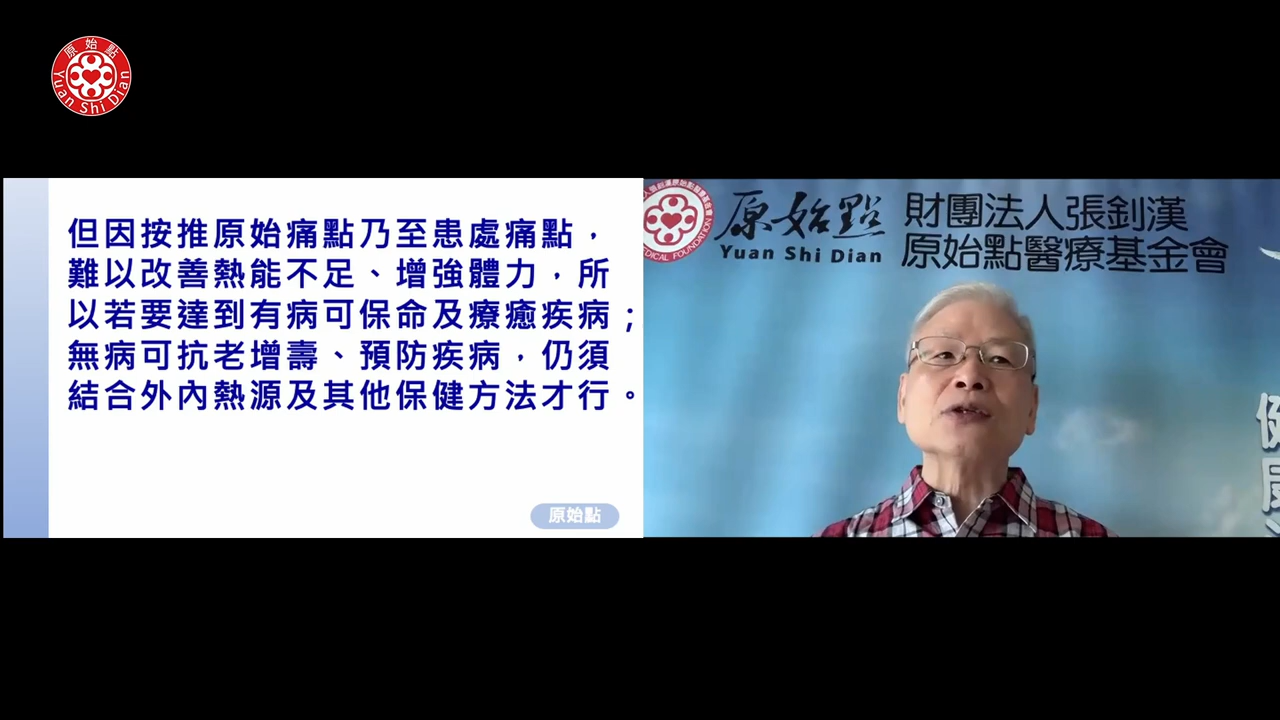 原始點
Yuan Shi Dian
但因按推原始痛點乃至患處痛點，
難以改善熱能不足、增強體力，所
以若要達到有病可保命及療癒疾病；
無病可抗老增壽、預防疾病，仍須
結合外內熱源及其他保健方法才行。
原始點
原始點
Yuan Shi Dian
財團法人張釗漢
原始點醫療基金會